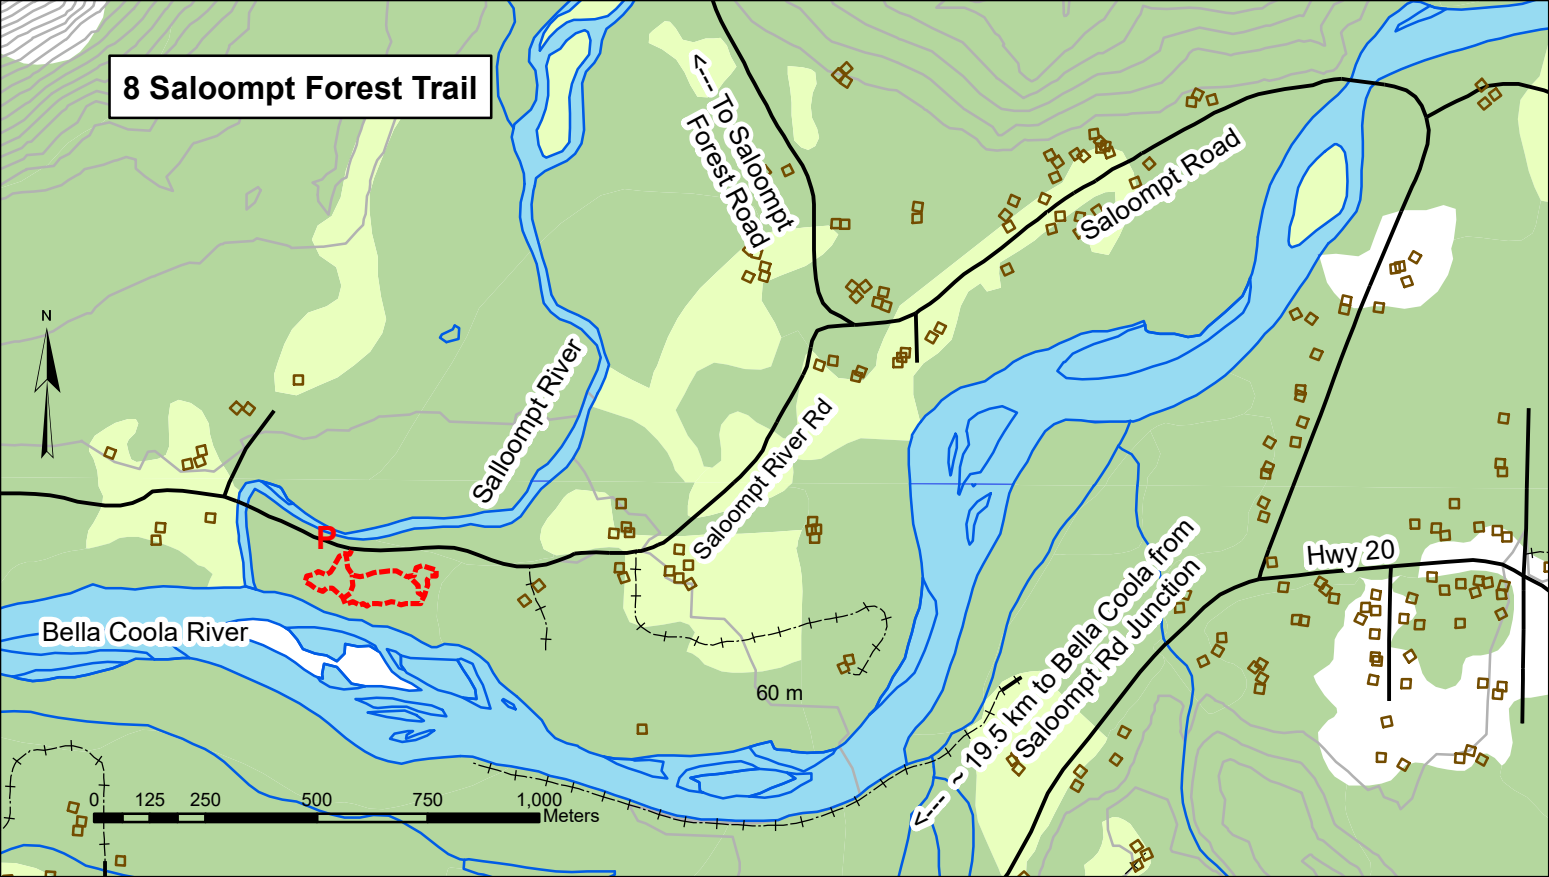 8 Saloompt Forest Trail
<---- To Saloompt
Forest Road
Saloompt Road
N
Salloompt River
Saloompt River Rd
P
Hwy 20
Bella Coola River
<--- ~ 19.5 km to Bella Coola from
Saloompt Rd Junction
60 m
0 125 250 500 750 1,000
Meters